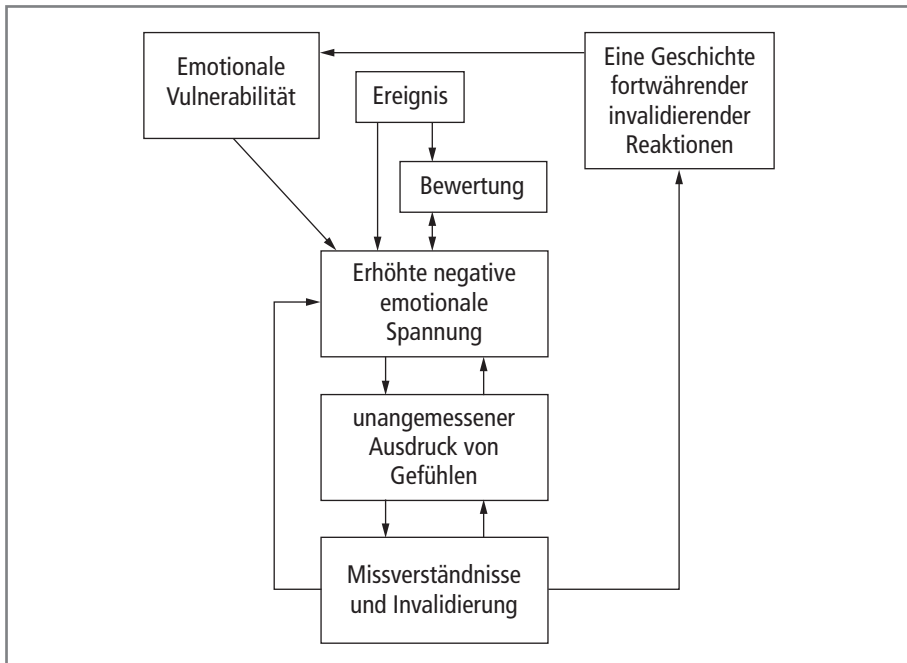 Emotionale
Vulnerabilität
Eine Geschichte
fortwährender
invalidierender
Reaktionen
Ereignis
Bewertung
Erhöhte negative
emotionale
Spannung
unangemessener
Ausdruck von
Gefühlen
Missverständnisse
und Invalidierung